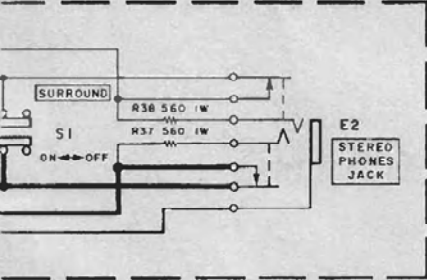 SURROUND
R38 560 1W
R37 560 1W
S1
ON◄►OFF
E2
STEREO
PHONES
JACK